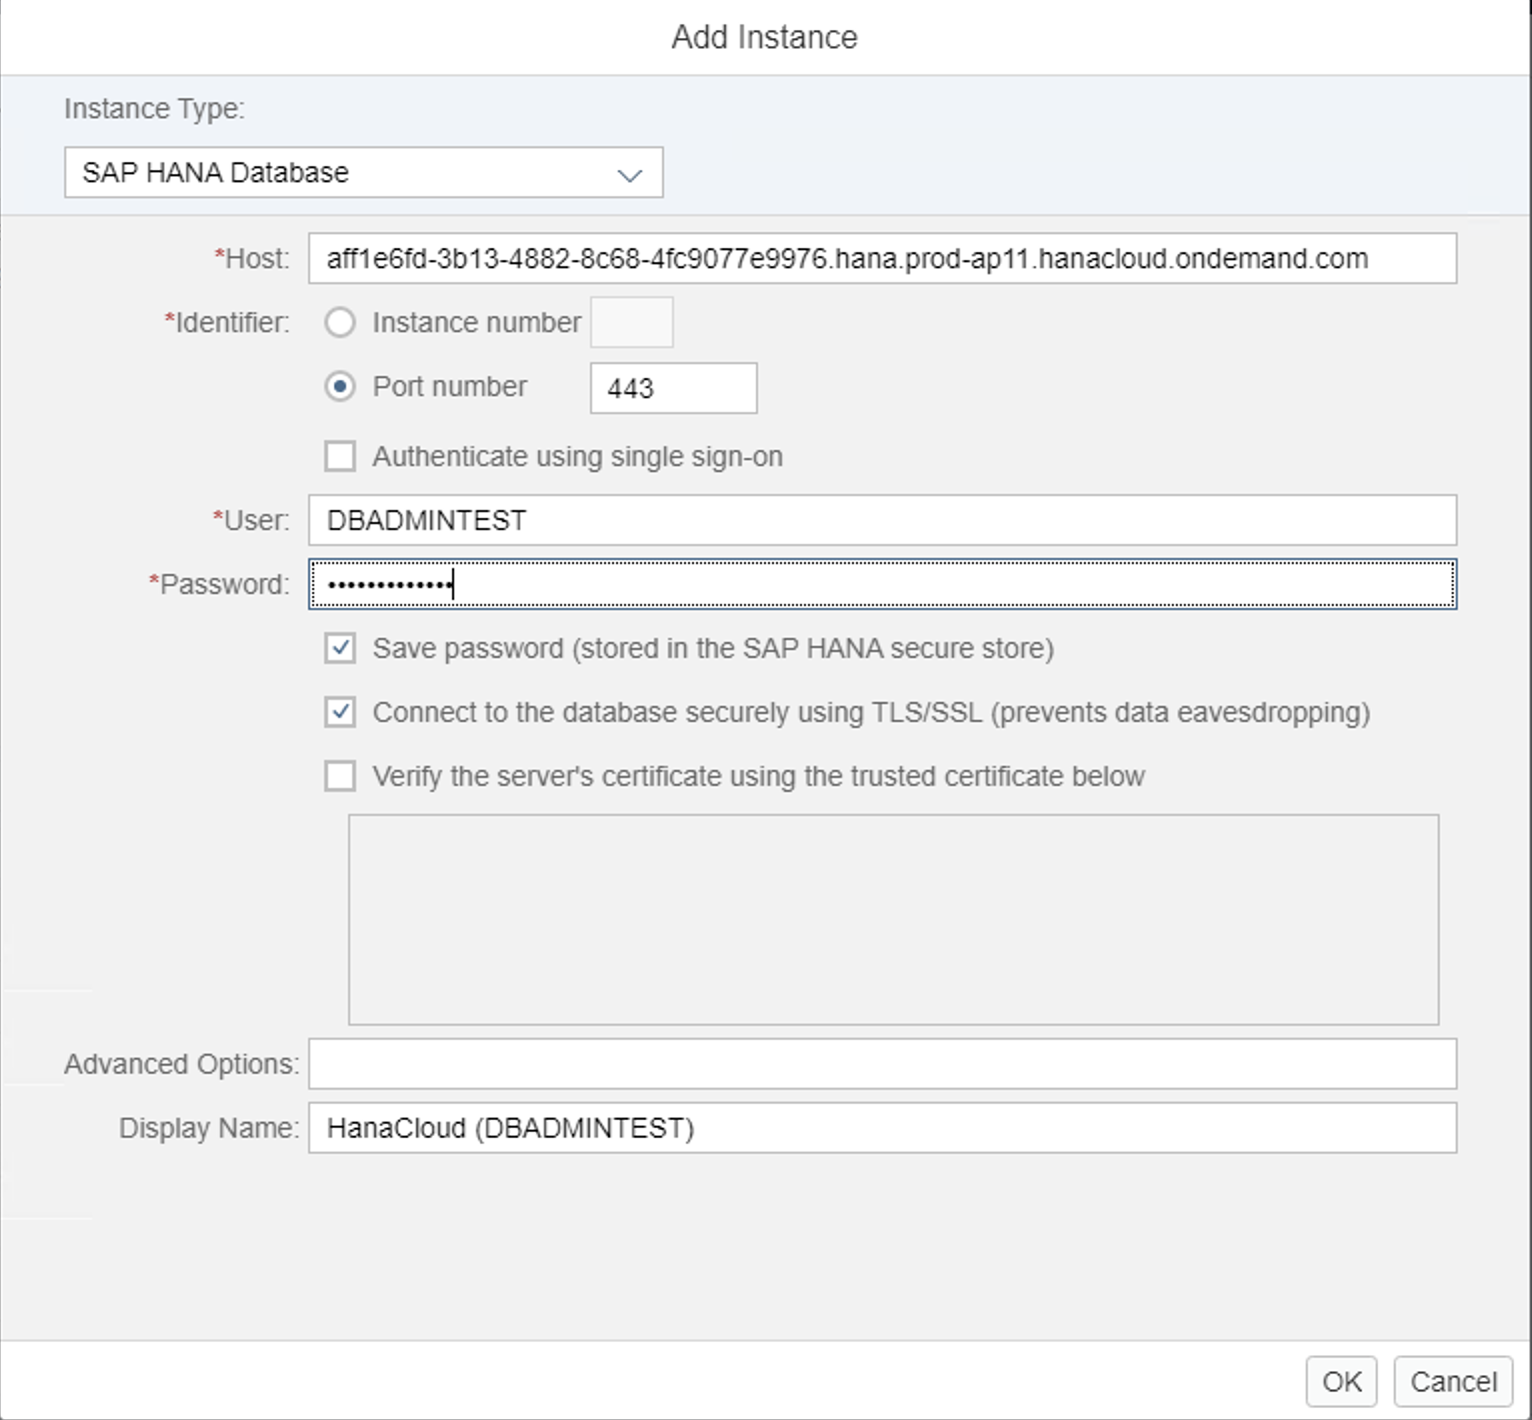 Add Instance
Instance Type:
SAP HANA Database
*Host: aff1e6fd-3b13-4882-8c68-4fc9077e9976.hana.prod-ap11.hanacloud.ondemand.com
*Identifier: Instance number
Port number 443
Authenticate using single sign-on
*User: DBADMINTEST
*Password: •••••••••••••
Save password (stored in the SAP HANA secure store)
Connect to the database securely using TLS/SSL (prevents data eavesdropping)
Verify the server's certificate using the trusted certificate below
Advanced Options:
Display Name: HanaCloud (DBADMINTEST)
OK Cancel